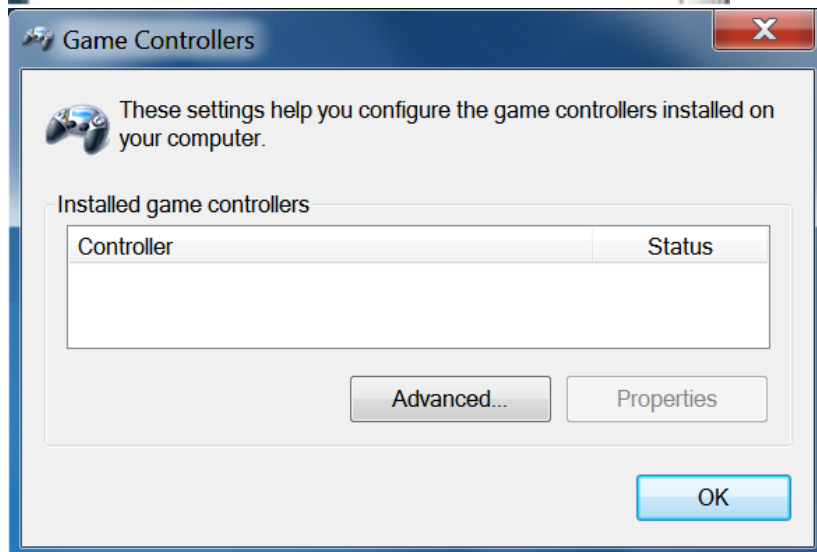 Game Controllers
These settings help you configure the game controllers installed on
your computer.
Installed game controllers
Controller Status
Advanced... Properties
OK